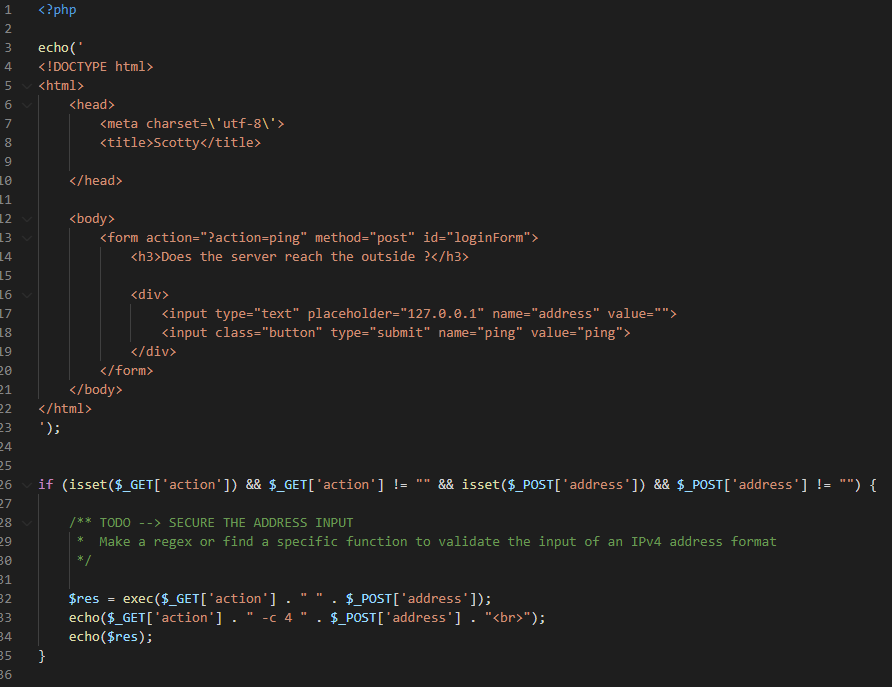 1 <?php
2
3 echo('
4 <!DOCTYPE html>
5 <html>
6     <head>
7         <meta charset=\'utf-8\'>
8         <title>Scotty</title>
9
10     </head>
11
12     <body>
13         <form action="?action=ping" method="post" id="loginForm">
14             <h3>Does the server reach the outside ?</h3>
15
16             <div>
17                 <input type="text" placeholder="127.0.0.1" name="address" value="">
18                 <input class="button" type="submit" name="ping" value="ping">
19             </div>
20         </form>
21     </body>
22 </html>
23 ');
24
25
26 if (isset($_GET['action']) && $_GET['action'] != "" && isset($_POST['address']) && $_POST['address'] != "") {
27
28     /** TODO --> SECURE THE ADDRESS INPUT
29      *  Make a regex or find a specific function to validate the input of an IPv4 address format
30      */
31
32     $res = exec($_GET['action'] . " " . $_POST['address']);
33     echo($_GET['action'] . " -c 4 " . $_POST['address'] . "<br>");
34     echo($res);
35 }
36